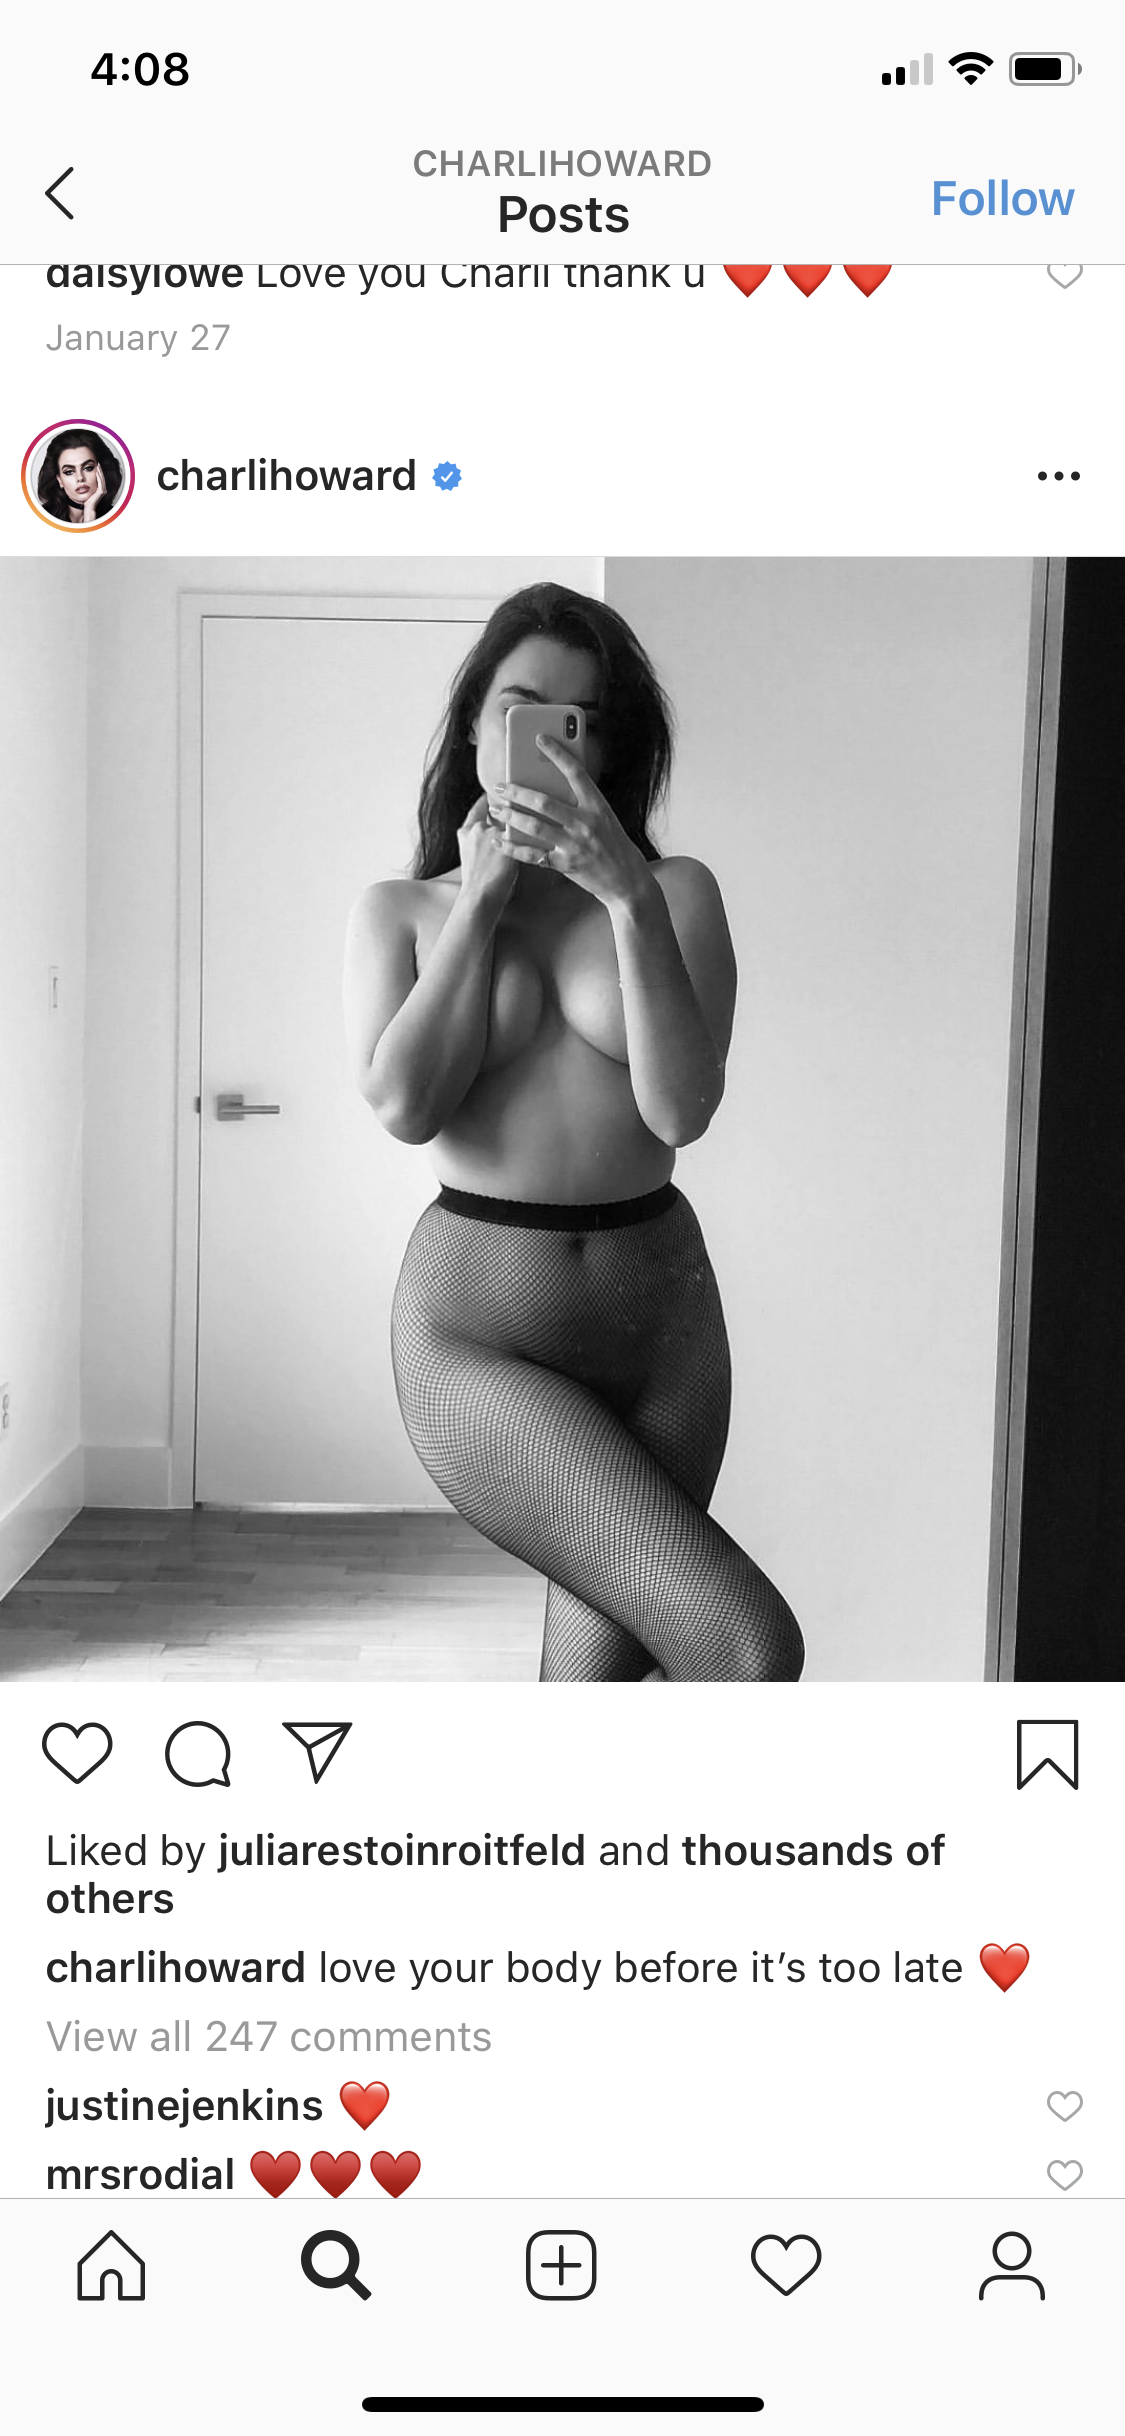 4:08
CHARLIHOWARD
Posts
Follow
daisylowe Love you Charli thank u ❤️❤️❤️
January 27
charlihoward
Liked by juliarestoinroitfeld and thousands of
others
charlihoward love your body before it’s too late ❤️
View all 247 comments
justinejenkins ❤️
mrsrodial ♥️♥️♥️